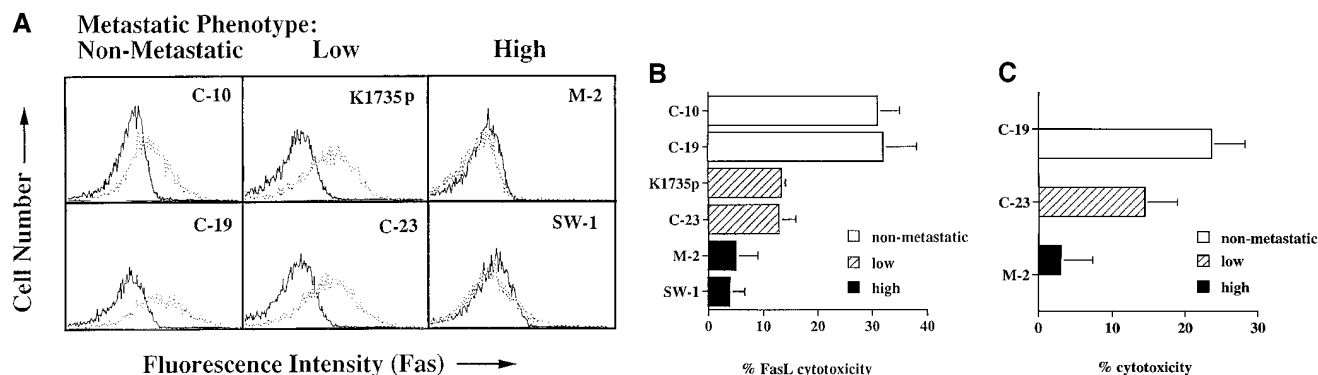 A
Metastatic Phenotype:
Non-Metastatic Low High
C-10
K1735p
M-2
C-19
C-23
SW-1
Cell Number
Fluorescence Intensity (Fas)
B
C-10
C-19
K1735p
C-23
M-2
SW-1
non-metastatic
low
high
0 10 20 30 40
% FasL cytotoxicity
C
C-19
C-23
M-2
non-metastatic
low
high
0 10 20 30
% cytotoxicity